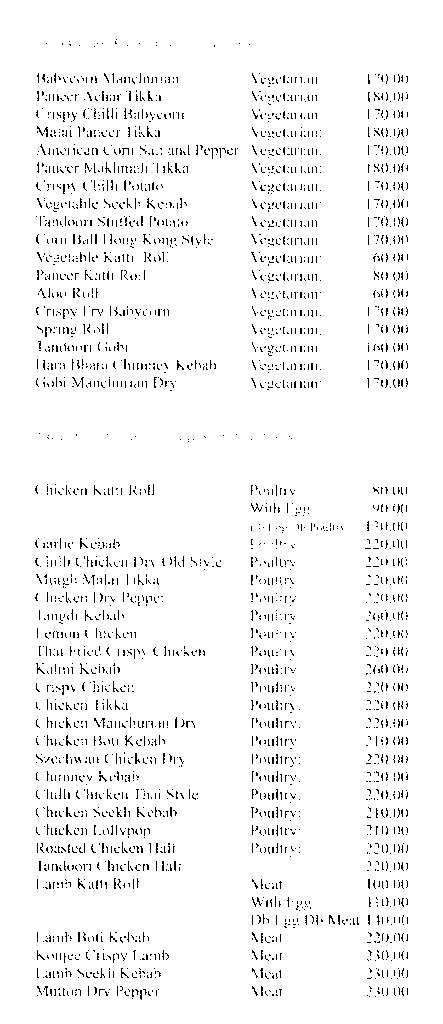 Babycorn Manchurian Vegetarian 170.00
Paneer Achar Tikka Vegetarian 180.00
Crispy Chilli Babycorn Vegetarian 170.00
Malai Paneer Tikka Vegetarian 180.00
American Corn Salt and Pepper Vegetarian 170.00
Paneer Makhmali Tikka Vegetarian 180.00
Crispy Chilli Potato Vegetarian 170.00
Vegetable Seekh Kebab Vegetarian 170.00
Tandoori Stuffed Potato Vegetarian 170.00
Corn Ball Hong Kong Style Vegetarian 170.00
Vegetable Katti Roll Vegetarian 60.00
Paneer Katti Roll Vegetarian 80.00
Aloo Roll Vegetarian 60.00
Crispy Fry Babycorn Vegetarian 170.00
Spring Roll Vegetarian 170.00
Tandoori Gobi Vegetarian 160.00
Hara Bhara Chimney Kebab Vegetarian 170.00
Gobi Manchurian Dry Vegetarian 170.00
Chicken Katti Roll Poultry 80.00
With Egg 90.00
Db Egg Db Poultry 130.00
Garlic Kebab Poultry 220.00
Chilli Chicken Dry Old Style Poultry 220.00
Murgh Malai Tikka Poultry 220.00
Chicken Dry Pepper Poultry 220.00
Tangdi Kebab Poultry 260.00
Lemon Chicken Poultry 220.00
Thai Fried Crispy Chicken Poultry 220.00
Kalmi Kebab Poultry 260.00
Crispy Chicken Poultry 220.00
Chicken Tikka Poultry 220.00
Chicken Manchurian Dry Poultry 220.00
Chicken Boti Kebab Poultry 210.00
Szechwan Chicken Dry Poultry 220.00
Chimney Kebab Poultry 220.00
Chilli Chicken Thai Style Poultry 220.00
Chicken Seekh Kebab Poultry 210.00
Chicken Lollypop Poultry 210.00
Roasted Chicken Half Poultry 220.00
Tandoori Chicken Half 220.00
Lamb Katti Roll Meat 100.00
With Egg 110.00
Db Egg Db Meat 140.00
Lamb Boti Kebab Meat 220.00
Konjee Crispy Lamb Meat 230.00
Lamb Seekh Kebab Meat 230.00
Mutton Dry Pepper Meat 230.00